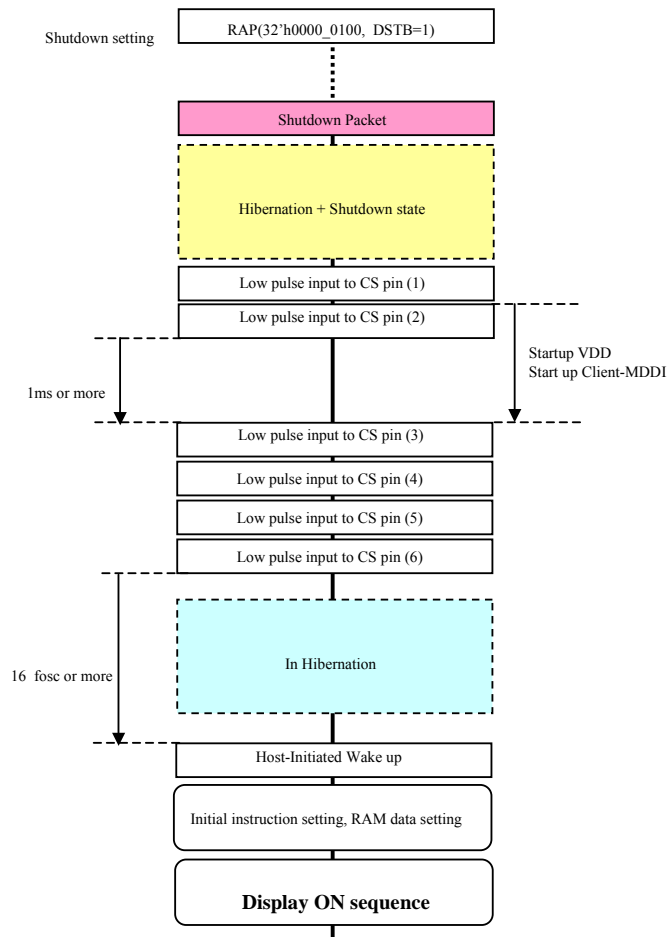 Shutdown setting
RAP(32'h0000_0100, DSTB=1)
Shutdown Packet
Hibernation + Shutdown state
Low pulse input to CS pin (1)
Low pulse input to CS pin (2)
Startup VDD
Start up Client-MDDI
1ms or more
Low pulse input to CS pin (3)
Low pulse input to CS pin (4)
Low pulse input to CS pin (5)
Low pulse input to CS pin (6)
In Hibernation
16 fosc or more
Host-Initiated Wake up
Initial instruction setting, RAM data setting
Display ON sequence